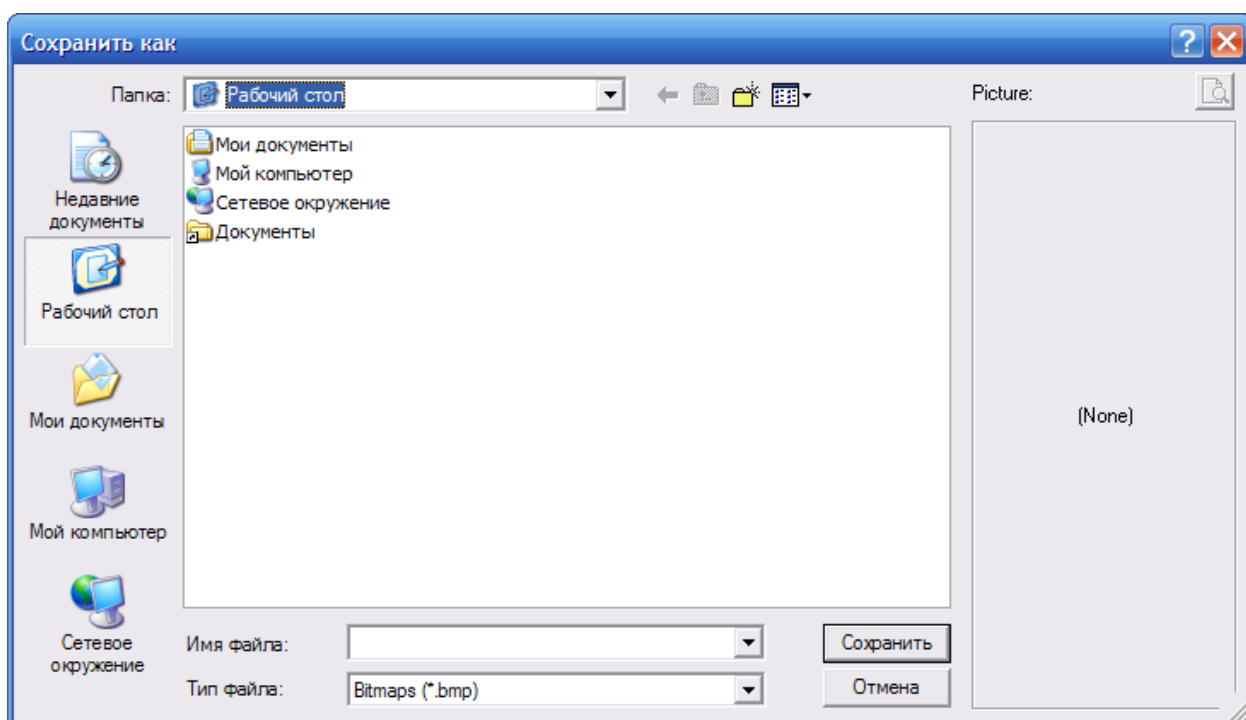 Сохранить как
Папка:
Рабочий стол
Picture:
Недавние
документы
Рабочий стол
Мои документы
Мой компьютер
Сетевое
окружение
Мои документы
Мой компьютер
Сетевое окружение
Документы
(None)
Имя файла:
Сохранить
Тип файла:
Bitmaps (*.bmp)
Отмена